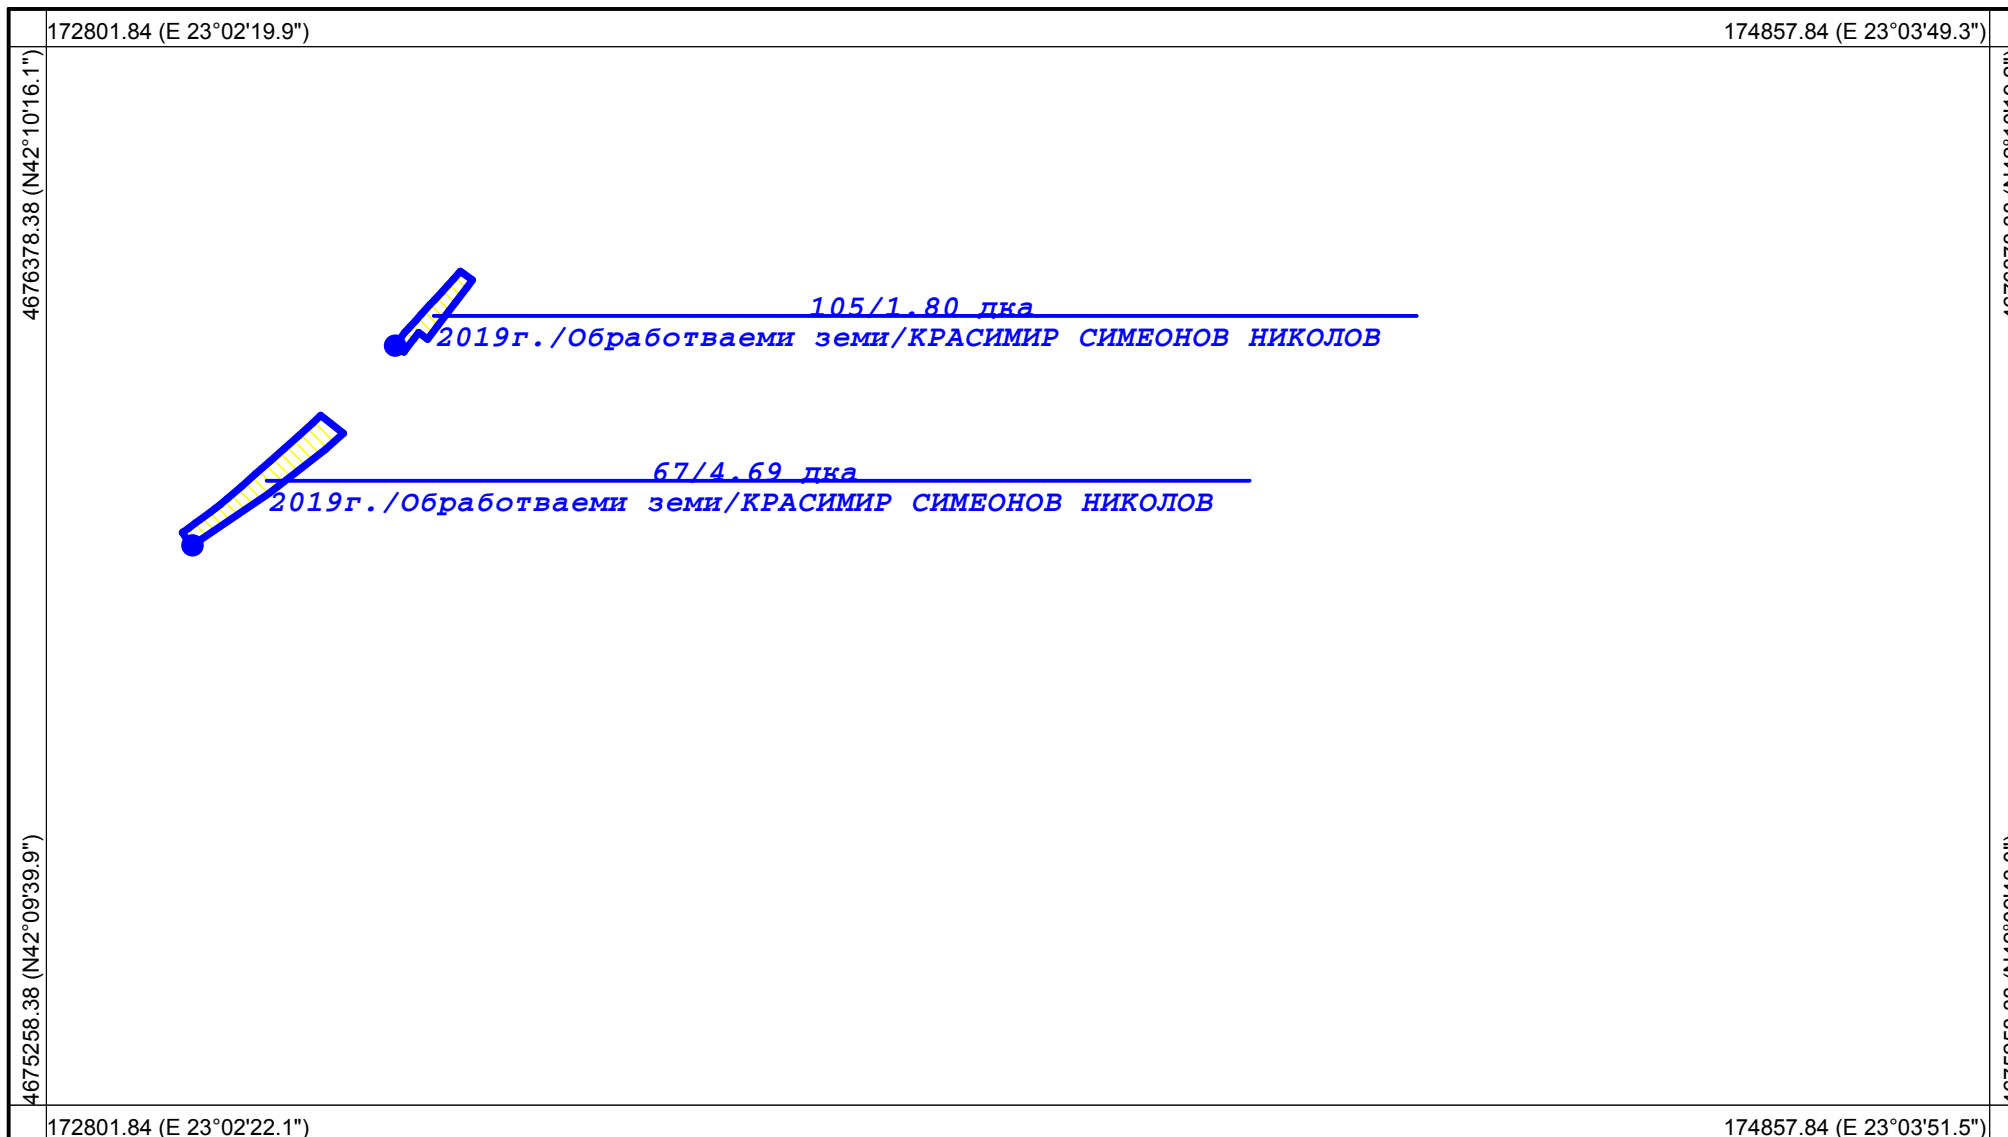 172801.84 (E 23°02'19.9")
174857.84 (E 23°03'49.3")
4676378.38 (N42°10'16.1")
105/1.80 дка
2019г./Обработваеми земи/КРАСИМИР СИМЕОНОВ НИКОЛОВ
67/4.69 дка
2019г./Обработваеми земи/КРАСИМИР СИМЕОНОВ НИКОЛОВ
4675258.38 (N42°09'39.9")
172801.84 (E 23°02'22.1")
174857.84 (E 23°03'51.5")